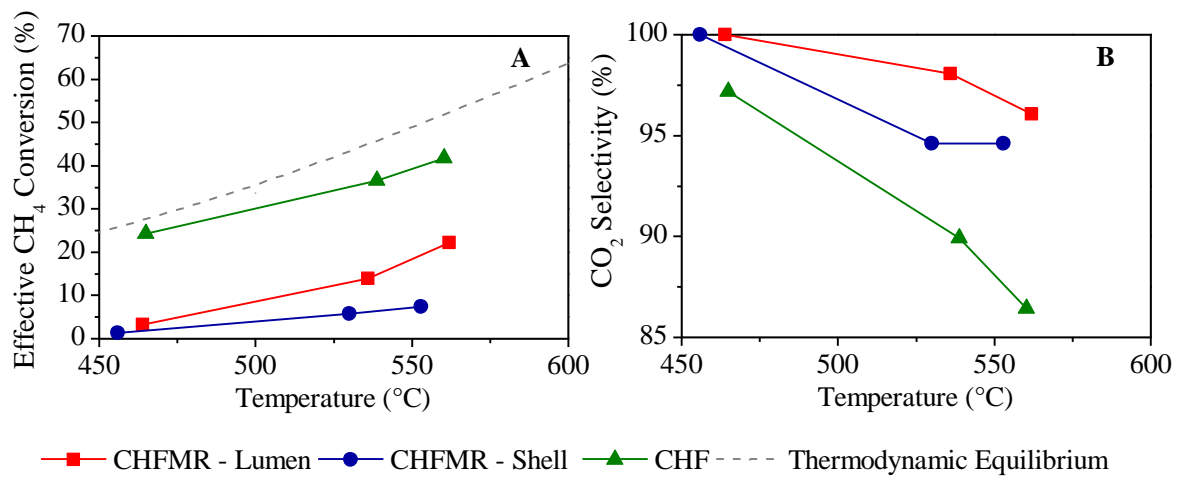 A
Effective CH₄ Conversion (%)
70
60
50
40
30
20
10
0
450 500 550 600
Temperature (°C)
B
CO₂ Selectivity (%)
100
95
90
85
450 500 550 600
Temperature (°C)
CHFMR - Lumen CHFMR - Shell CHF Thermodynamic Equilibrium